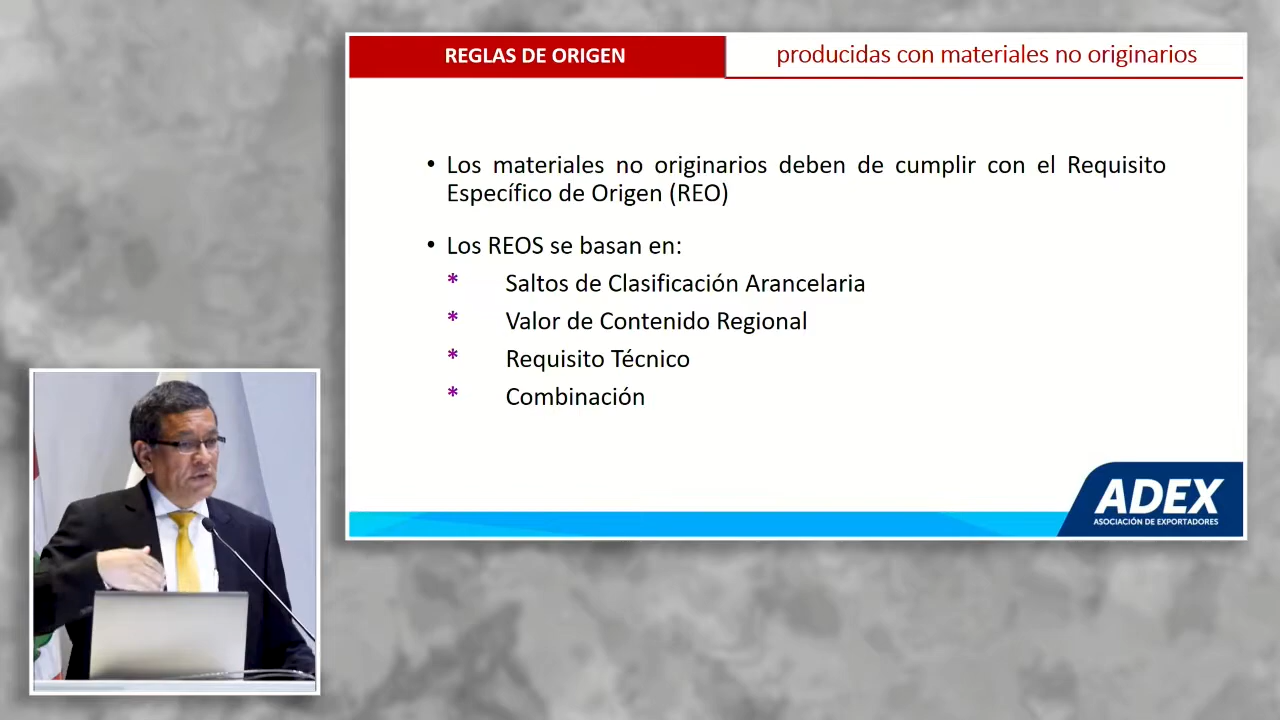 REGLAS DE ORIGEN
producidas con materiales no originarios
• Los materiales no originarios deben de cumplir con el Requisito
Específico de Origen (REO)
• Los REOS se basan en:
* Saltos de Clasificación Arancelaria
* Valor de Contenido Regional
* Requisito Técnico
* Combinación
ADEX
ASOCIACIÓN DE EXPORTADORES